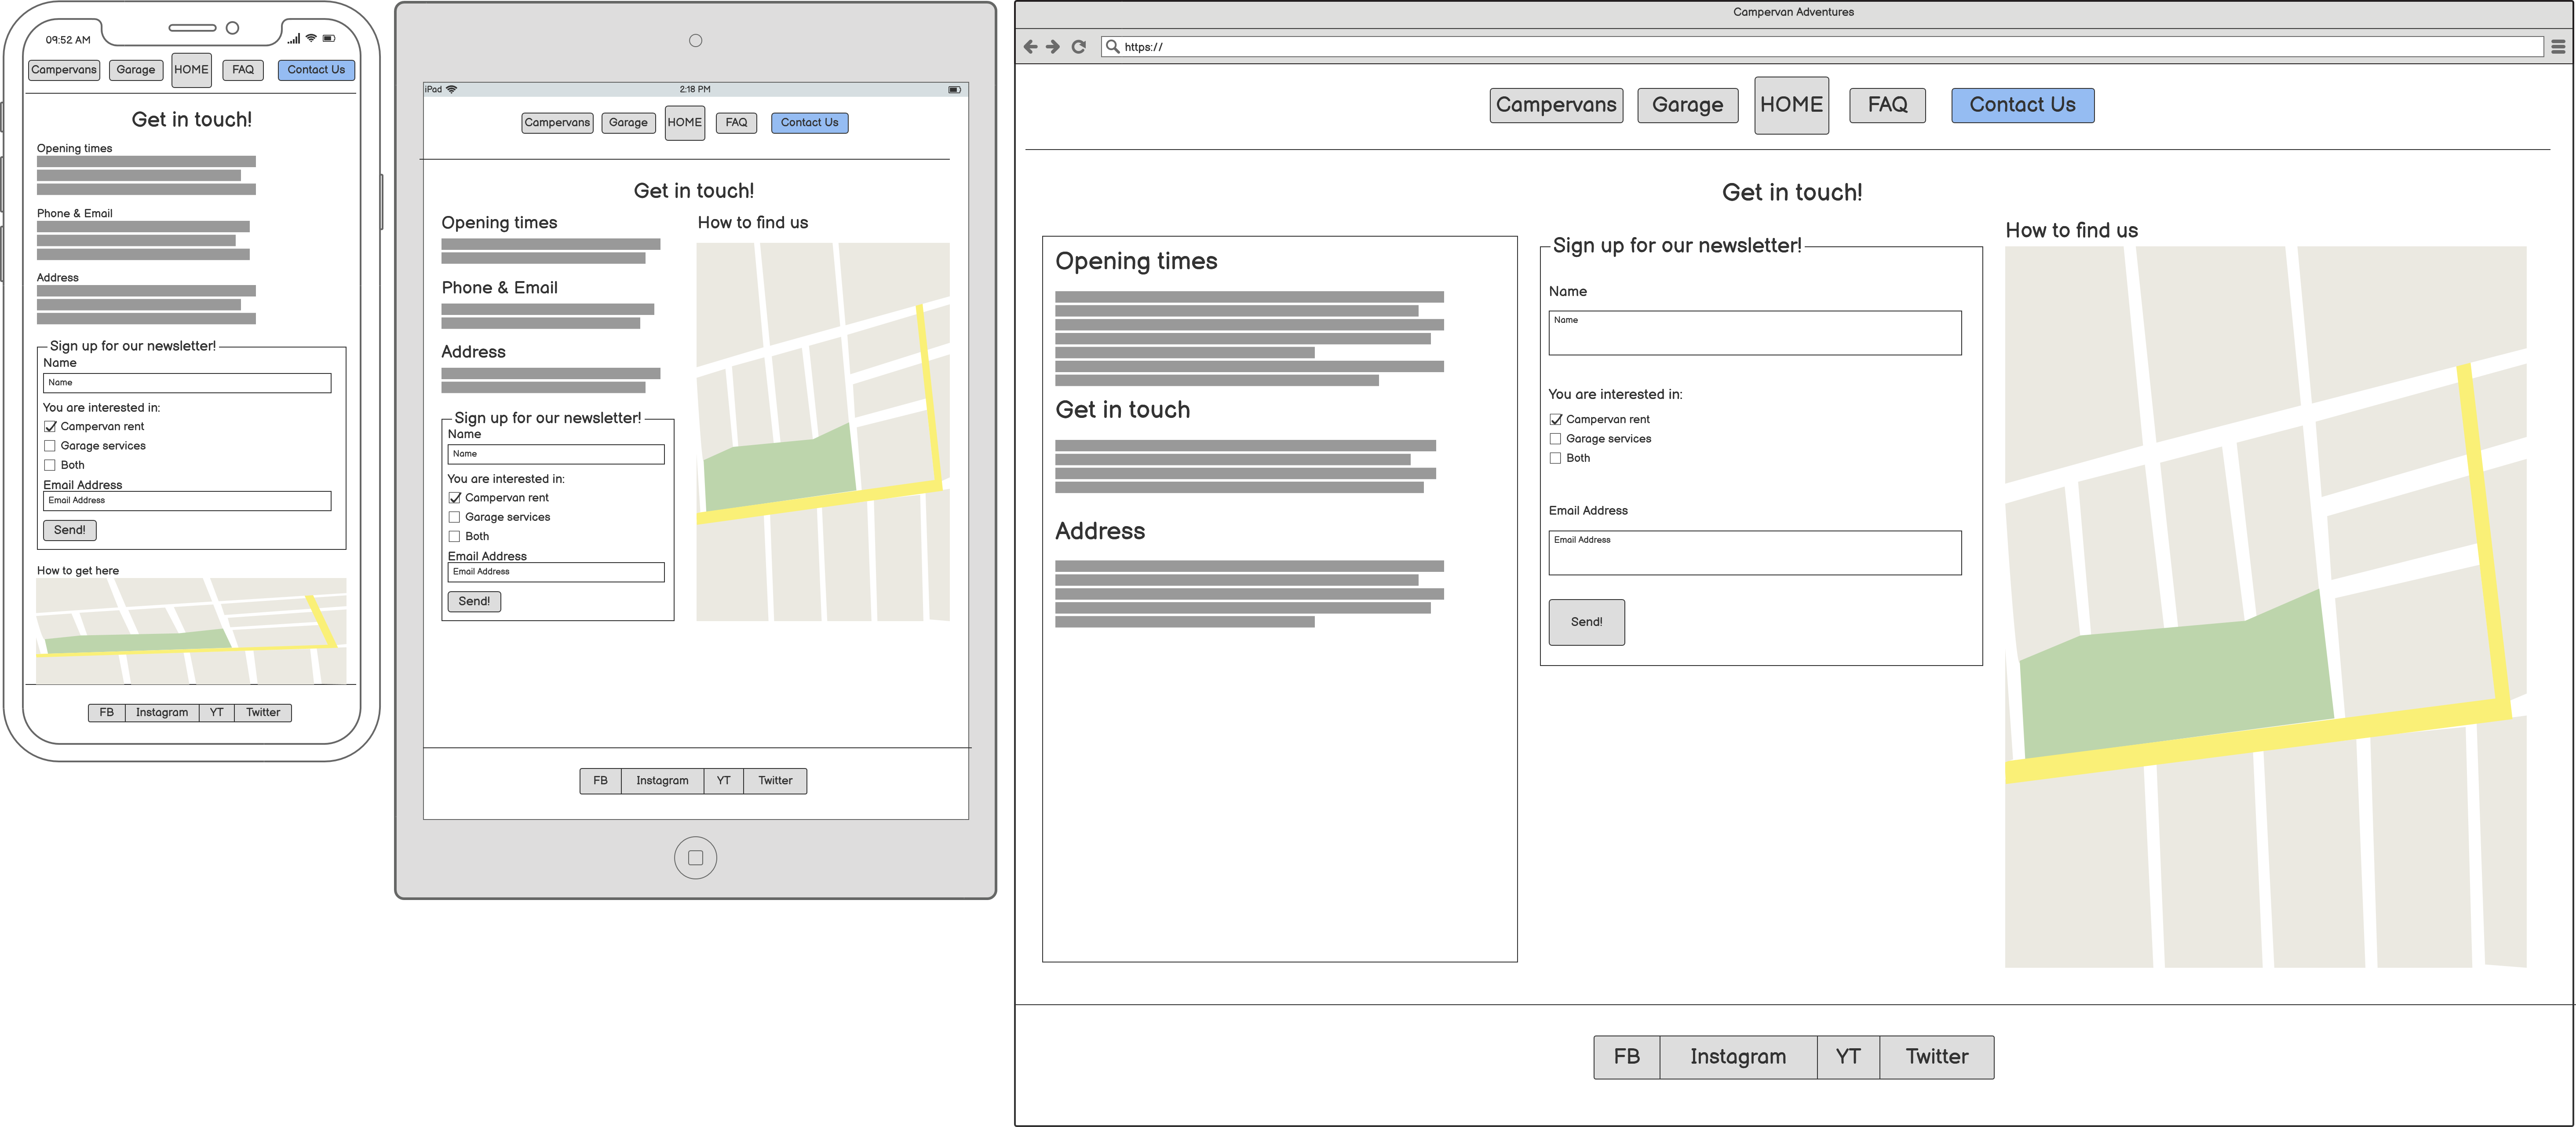 09:52 AM
Campervans Garage HOME FAQ Contact Us
Get in touch!
Opening times
Phone & Email
Address
Sign up for our newsletter!
Name
Name
You are interested in:
Campervan rent
Garage services
Both
Email Address
Email Address
Send!
How to get here
FB Instagram YT Twitter
iPad 2:18 PM
Campervans Garage HOME FAQ Contact Us
Get in touch!
Opening times
Phone & Email
Address
Sign up for our newsletter!
Name
Name
You are interested in:
Campervan rent
Garage services
Both
Email Address
Email Address
Send!
How to find us
FB Instagram YT Twitter
Campervan Adventures
https://
Campervans Garage HOME FAQ Contact Us
Get in touch!
Opening times
Get in touch
Address
Sign up for our newsletter!
Name
Name
You are interested in:
Campervan rent
Garage services
Both
Email Address
Email Address
Send!
How to find us
FB Instagram YT Twitter